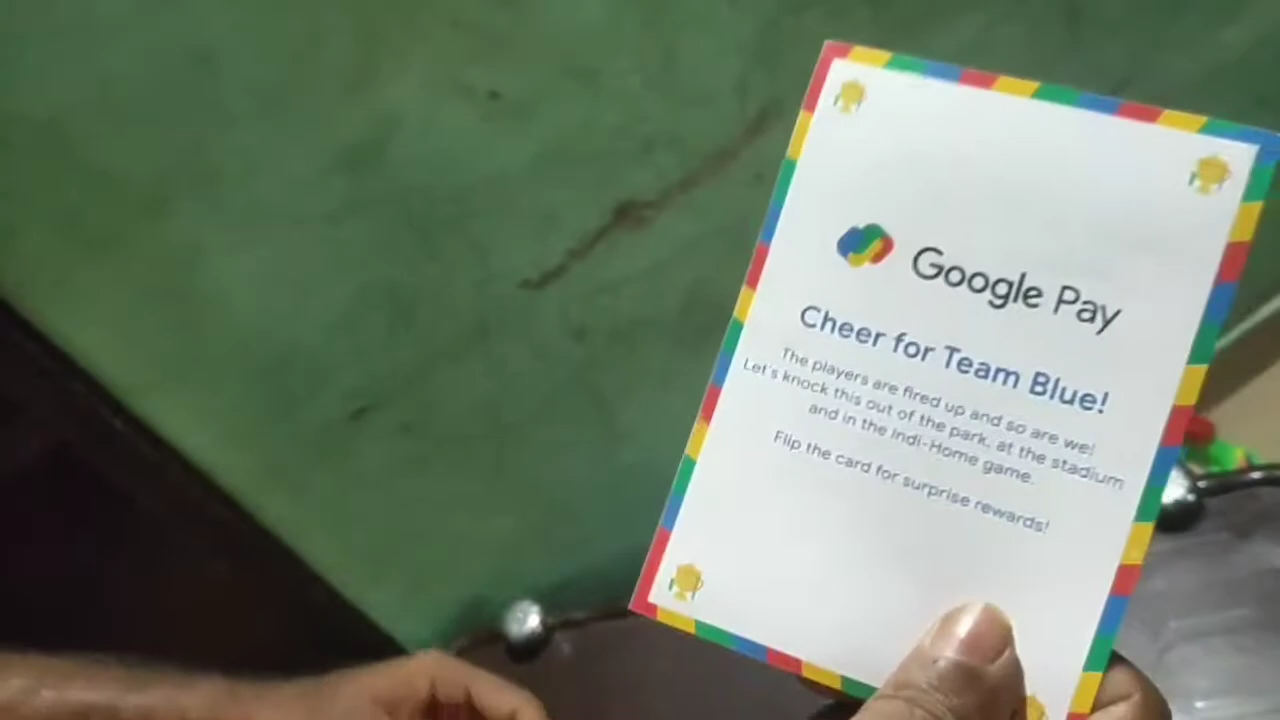 Google Pay
Cheer for Team Blue!
The players are fired up and so are we!
Let's knock this out of the park, at the stadium
and in the Indi-Home game.
Flip the card for surprise rewards!